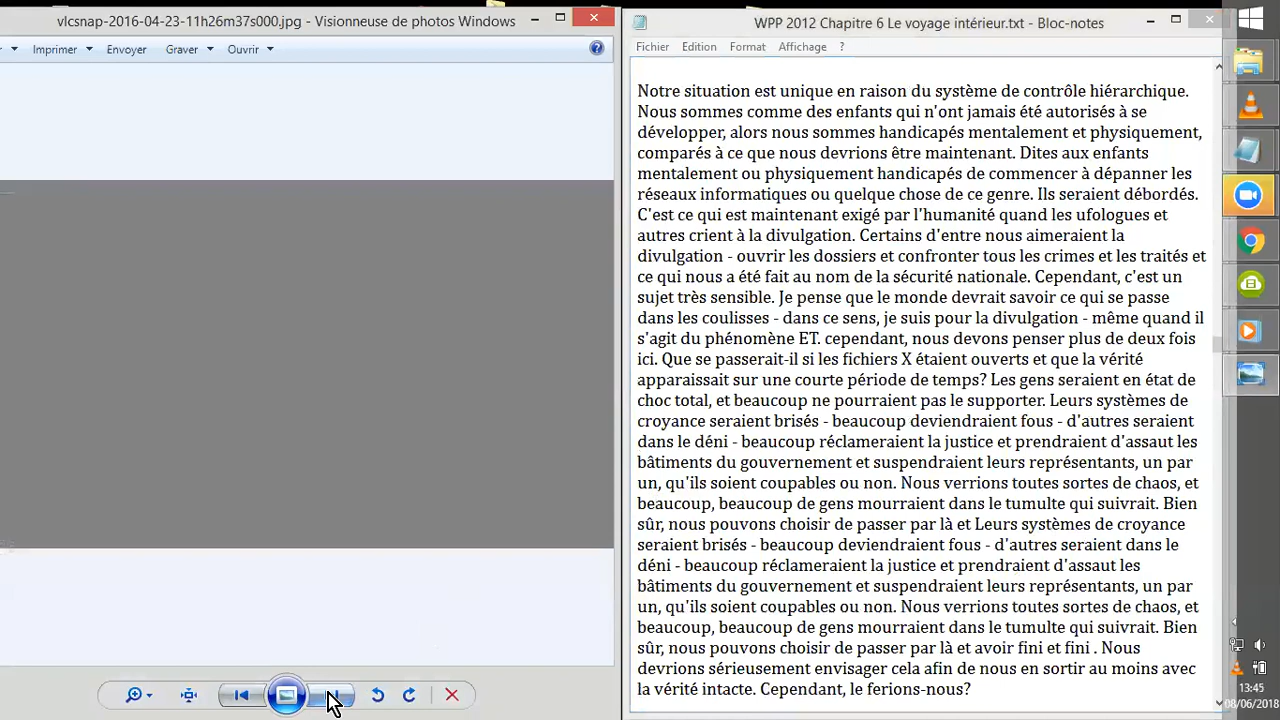 vlcsnap-2016-04-23-11h26m37s000.jpg - Visionneuse de photos Windows
Imprimer Envoyer Graver Ouvrir
WPP 2012 Chapitre 6 Le voyage intérieur.txt - Bloc-notes
Fichier Edition Format Affichage ?
Notre situation est unique en raison du système de contrôle hiérarchique.
Nous sommes comme des enfants qui n'ont jamais été autorisés à se
développer, alors nous sommes handicapés mentalement et physiquement,
comparés à ce que nous devrions être maintenant. Dites aux enfants
mentalement ou physiquement handicapés de commencer à dépanner les
réseaux informatiques ou quelque chose de ce genre. Ils seraient débordés.
C'est ce qui est maintenant exigé par l'humanité quand les ufologues et
autres crient à la divulgation. Certains d'entre nous aimeraient la
divulgation - ouvrir les dossiers et confronter tous les crimes et les traités et
ce qui nous a été fait au nom de la sécurité nationale. Cependant, c'est un
sujet très sensible. Je pense que le monde devrait savoir ce qui se passe
dans les coulisses - dans ce sens, je suis pour la divulgation - même quand il
s'agit du phénomène ET. cependant, nous devons penser plus de deux fois
ici. Que se passerait-il si les fichiers X étaient ouverts et que la vérité
apparaissait sur une courte période de temps? Les gens seraient en état de
choc total, et beaucoup ne pourraient pas le supporter. Leurs systèmes de
croyance seraient brisés - beaucoup deviendraient fous - d'autres seraient
dans le déni - beaucoup réclameraient la justice et prendraient d'assaut les
bâtiments du gouvernement et suspendraient leurs représentants, un par
un, qu'ils soient coupables ou non. Nous verrions toutes sortes de chaos, et
beaucoup, beaucoup de gens mourraient dans le tumulte qui suivrait. Bien
sûr, nous pouvons choisir de passer par là et Leurs systèmes de croyance
seraient brisés - beaucoup deviendraient fous - d'autres seraient dans le
déni - beaucoup réclameraient la justice et prendraient d'assaut les
bâtiments du gouvernement et suspendraient leurs représentants, un par
un, qu'ils soient coupables ou non. Nous verrions toutes sortes de chaos, et
beaucoup, beaucoup de gens mourraient dans le tumulte qui suivrait. Bien
sûr, nous pouvons choisir de passer par là et avoir fini et fini . Nous
devrions sérieusement envisager cela afin de nous en sortir au moins avec
la vérité intacte. Cependant, le ferions-nous?
13:45
08/06/2018